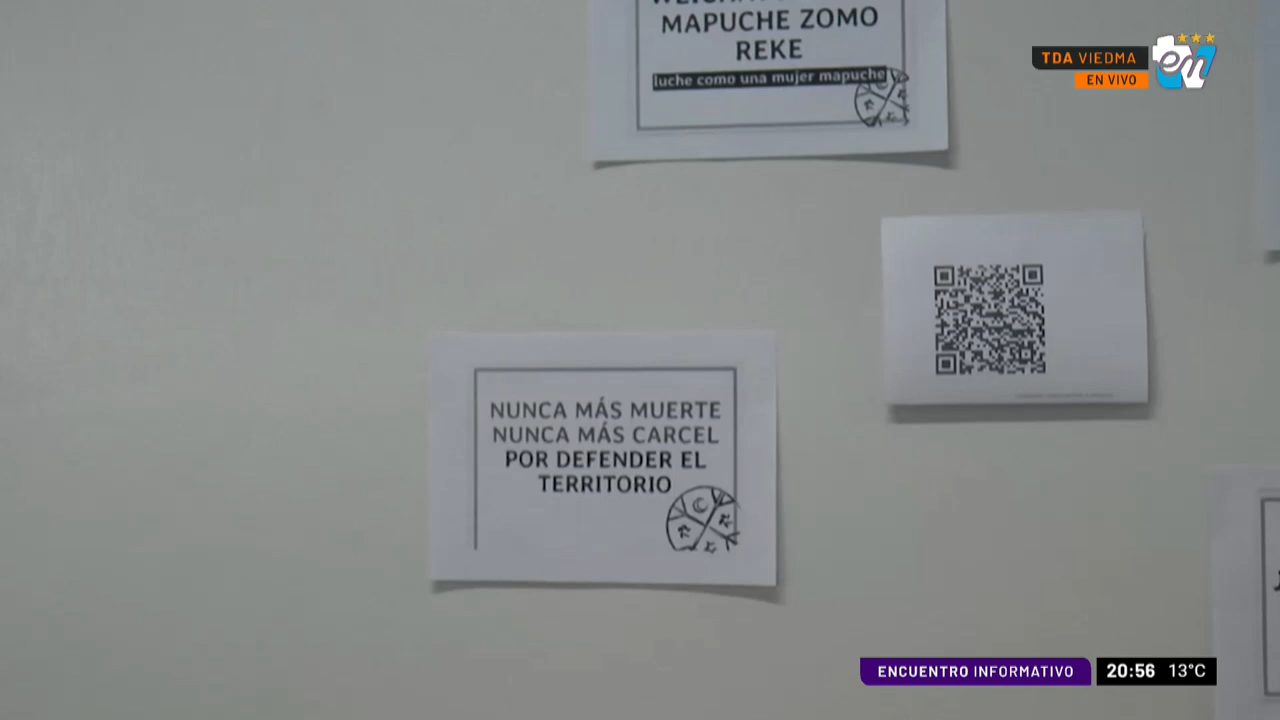 MAPUCHE ZOMO
REKE
luche como una mujer mapuche
TDA VIEDMA
EN VIVO
eu
NUNCA MÁS MUERTE
NUNCA MÁS CARCEL
POR DEFENDER EL
TERRITORIO
ENCUENTRO INFORMATIVO
20:56 13°C